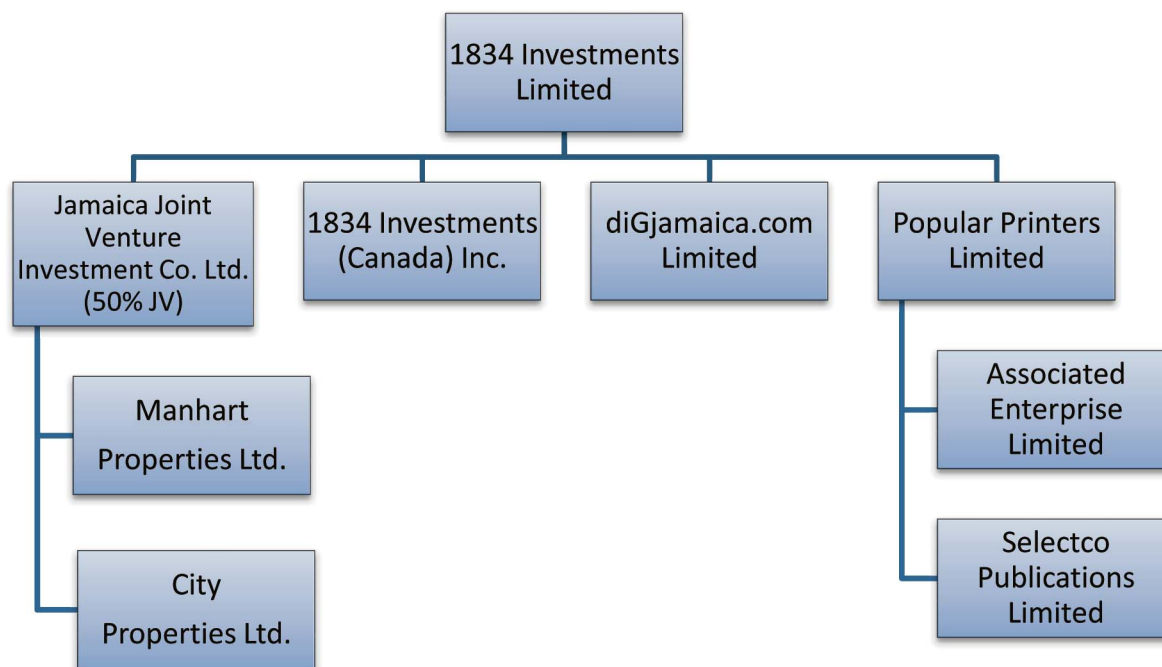 1834 Investments
Limited
Jamaica Joint
Venture
Investment Co. Ltd.
(50% JV)
1834 Investments
(Canada) Inc.
diGjamaica.com
Limited
Popular Printers
Limited
Manhart
Properties Ltd.
City
Properties Ltd.
Associated
Enterprise
Limited
Selectco
Publications
Limited